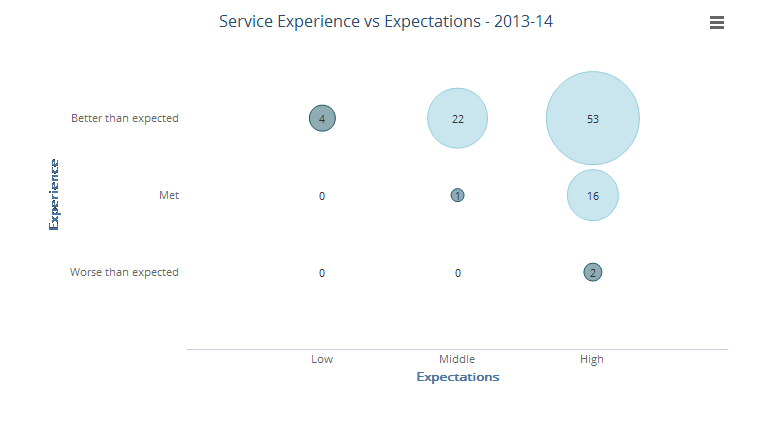 Service Experience vs Expectations - 2013-14
Better than expected 4 22 53
Experience
Met 0 1 16
Worse than expected 0 0 2
Low Middle High
Expectations